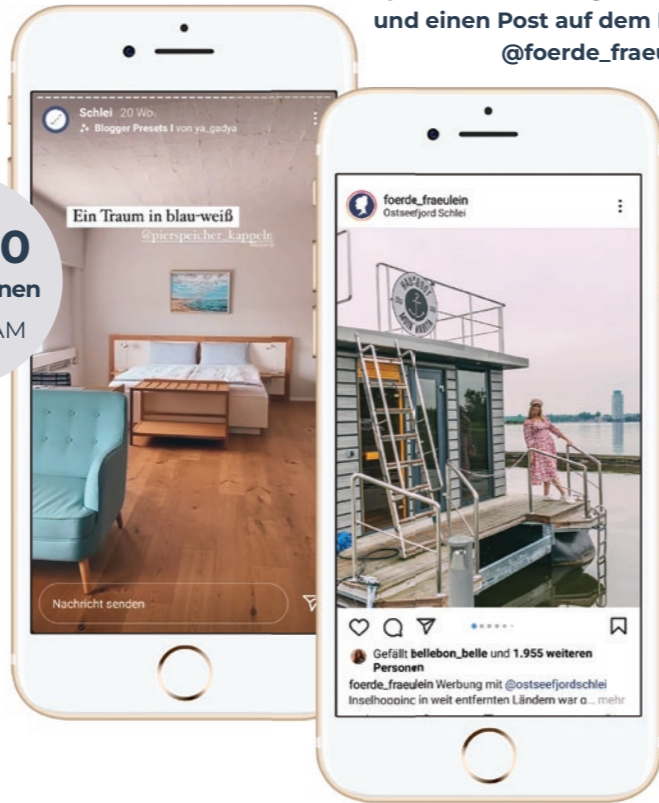 und einen Post auf dem
@foerde_frae
0
nen
AM
Schlei 20 Wo.
Blogger Presets I von ya_gadya
Ein Traum in blau-weiß
@pierspeicher_kappeln
Nachricht senden
foerde_fraeulein
Ostseefjord Schlei
HAUSBOOT
Gefällt bellebon_belle und 1.955 weiteren
Personen
foerde_fraeulein Werbung mit @ostseefjordschlei
Inselhopping in weit entfernten Ländern war g... mehr